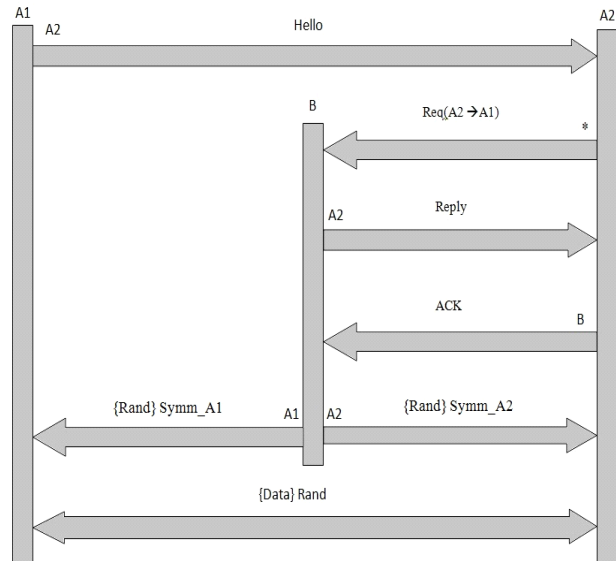 A1
A2
Hello
A2
B
Req(A2 →A1)
*
A2
Reply
ACK
B
{Rand} Symm_A1
A1
A2
{Rand} Symm_A2
{Data} Rand